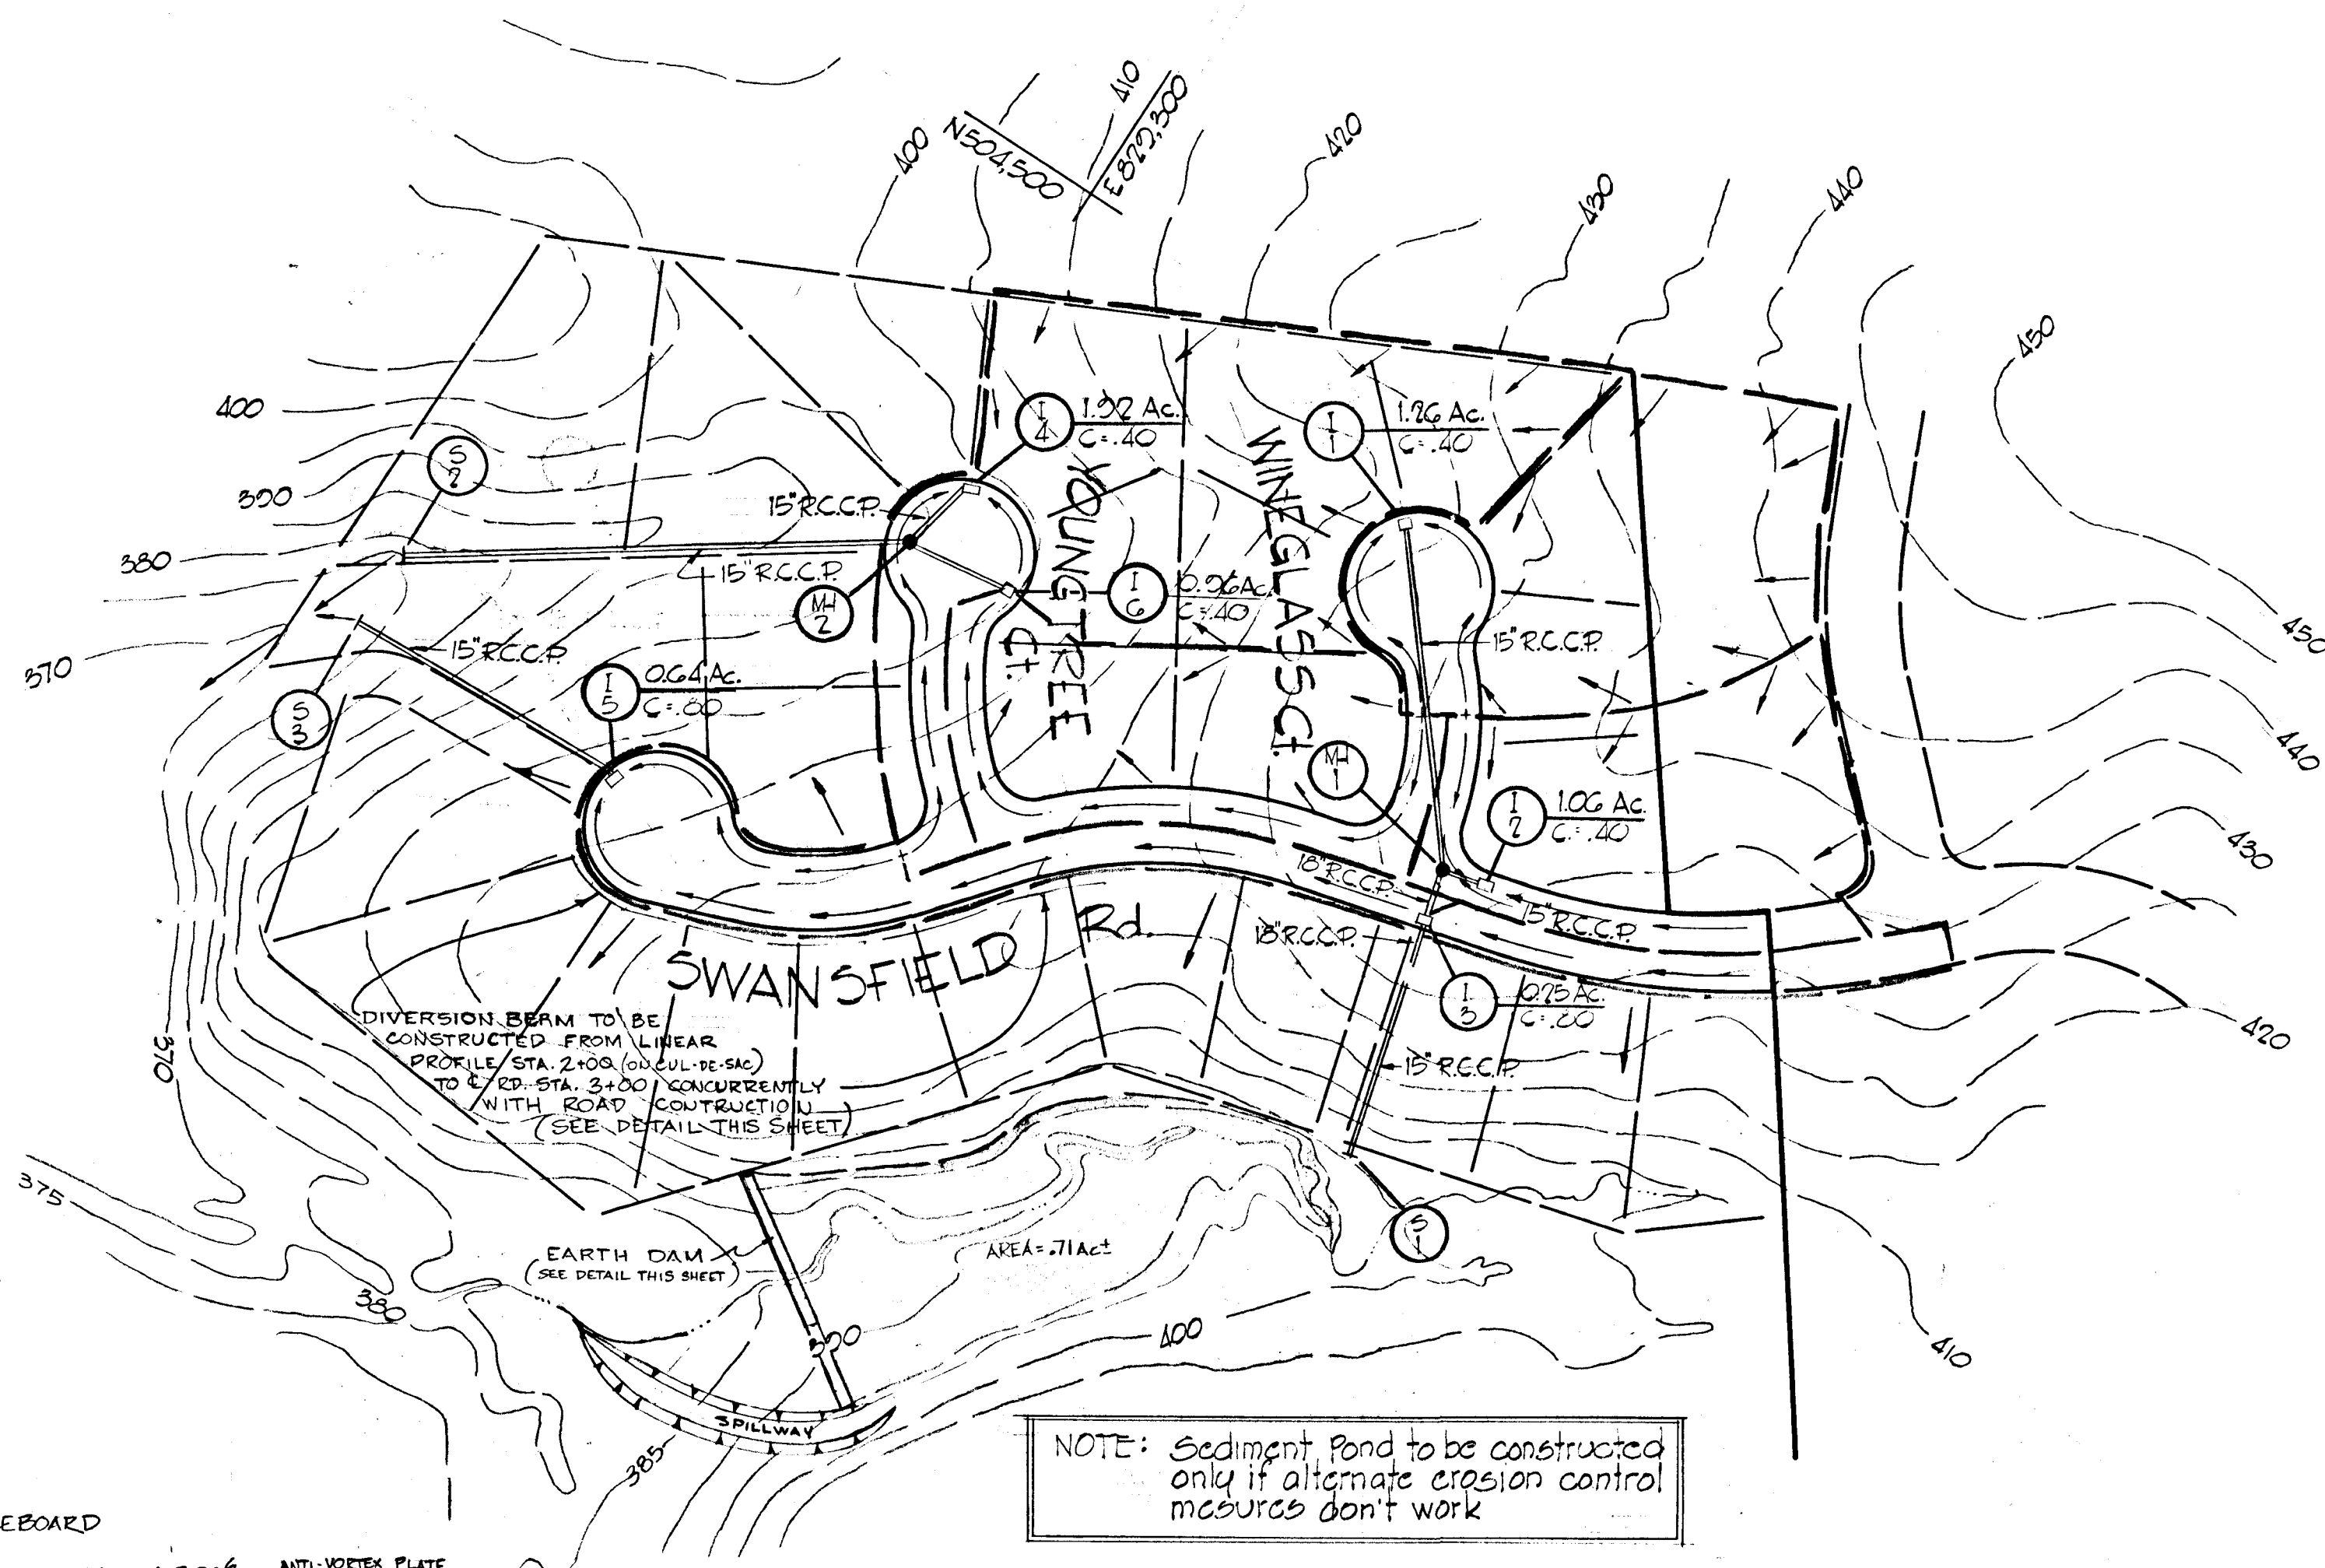 410
E 829,300
N504,500
400
420
430
440
450
400
390
380
370
S
2
I
4
1.92 Ac.
C=.40
I
1
1.26 Ac.
C=.40
15" R.C.C.P.
15" R.C.C.P.
MH
2
I
6
0.96 Ac.
C=.40
YOUNG TREE
Ct.
WINEGLASS Ct.
15" R.C.C.P.
15" R.C.C.P.
S
3
I
5
0.64 Ac.
C=.80
MH
1
I
2
1.06 Ac.
C=.40
450
440
430
420
410
18" R.C.C.P.
15" R.C.C.P.
18" R.C.C.P.
I
3
15" R.C.C.P.
SWANSFIELD Rd.
DIVERSION BERM TO BE
CONSTRUCTED FROM LINEAR
PROFILE STA. 2+00 (ON CUL-DE-SAC)
TO ℄ RD. STA. 3+00 CONCURRENTLY
WITH ROAD CONTRUCTION
(SEE DETAIL THIS SHEET)
370
375
380
EARTH DAM
(SEE DETAIL THIS SHEET)
AREA = .71 Ac±
S
1
390
400
SPILLWAY
385
NOTE: Sediment Pond to be constructed
only if alternate erosion control
mesures don't work
EBOARD
ANTI-VORTEX PLATE